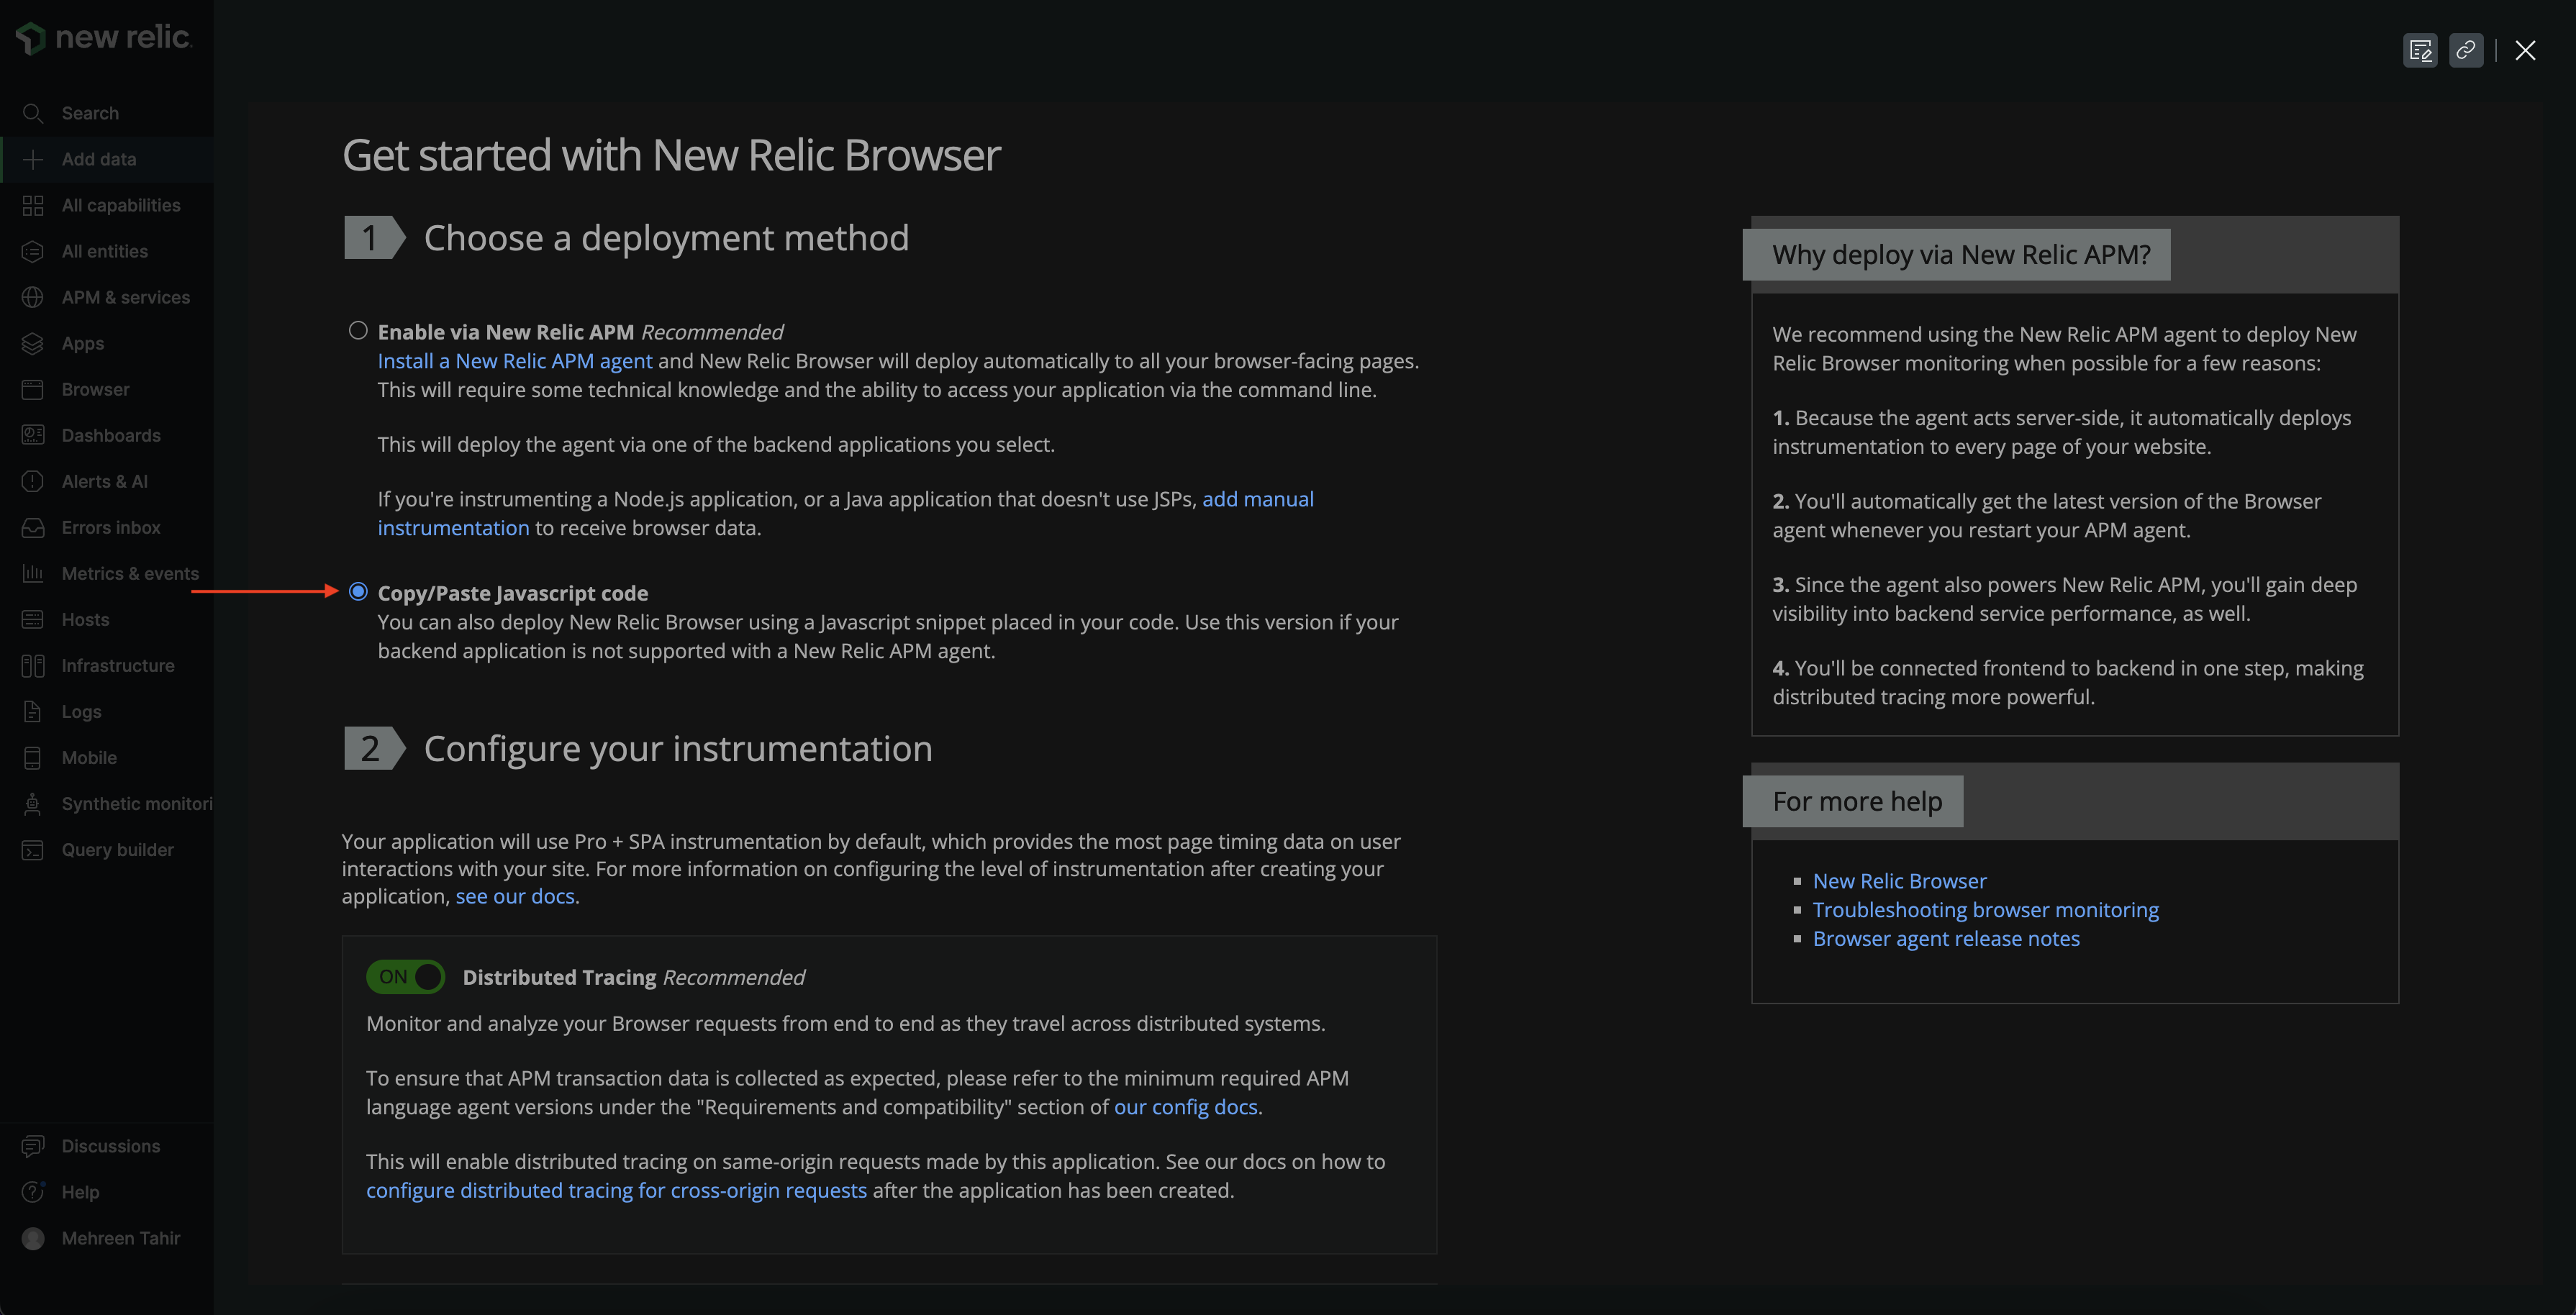 new relic.
Search
Add data
All capabilities
All entities
APM & services
Apps
Browser
Dashboards
Alerts & AI
Errors inbox
Metrics & events
Hosts
Infrastructure
Logs
Mobile
Synthetic monitori
Query builder
Discussions
Help
Mehreen Tahir
Get started with New Relic Browser
1 Choose a deployment method
Enable via New Relic APM Recommended
Install a New Relic APM agent and New Relic Browser will deploy automatically to all your browser-facing pages.
This will require some technical knowledge and the ability to access your application via the command line.
This will deploy the agent via one of the backend applications you select.
If you're instrumenting a Node.js application, or a Java application that doesn't use JSPs, add manual
instrumentation to receive browser data.
Copy/Paste Javascript code
You can also deploy New Relic Browser using a Javascript snippet placed in your code. Use this version if your
backend application is not supported with a New Relic APM agent.
2 Configure your instrumentation
Your application will use Pro + SPA instrumentation by default, which provides the most page timing data on user
interactions with your site. For more information on configuring the level of instrumentation after creating your
application, see our docs.
ON Distributed Tracing Recommended
Monitor and analyze your Browser requests from end to end as they travel across distributed systems.
To ensure that APM transaction data is collected as expected, please refer to the minimum required APM
language agent versions under the "Requirements and compatibility" section of our config docs.
This will enable distributed tracing on same-origin requests made by this application. See our docs on how to
configure distributed tracing for cross-origin requests after the application has been created.
Why deploy via New Relic APM?
We recommend using the New Relic APM agent to deploy New
Relic Browser monitoring when possible for a few reasons:
1. Because the agent acts server-side, it automatically deploys
instrumentation to every page of your website.
2. You'll automatically get the latest version of the Browser
agent whenever you restart your APM agent.
3. Since the agent also powers New Relic APM, you'll gain deep
visibility into backend service performance, as well.
4. You'll be connected frontend to backend in one step, making
distributed tracing more powerful.
For more help
New Relic Browser
Troubleshooting browser monitoring
Browser agent release notes